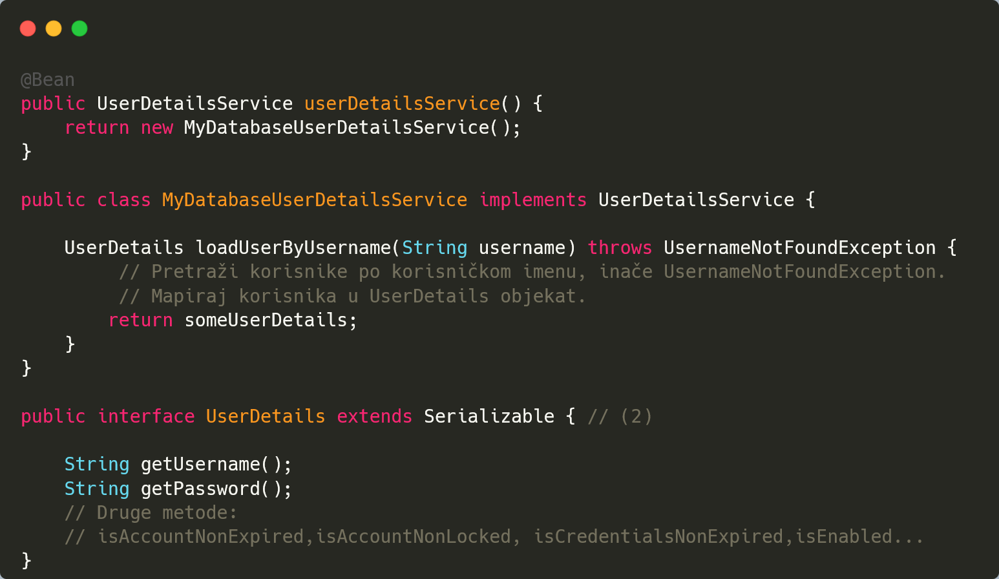 @Bean
public UserDetailsService userDetailsService() {
    return new MyDatabaseUserDetailsService();
}
public class MyDatabaseUserDetailsService implements UserDetailsService {
    UserDetails loadUserByUsername(String username) throws UsernameNotFoundException {
         // Pretraži korisnike po korisničkom imenu, inače UsernameNotFoundException.
         // Mapiraj korisnika u UserDetails objekat.
        return someUserDetails;
    }
}
public interface UserDetails extends Serializable { // (2)
    String getUsername();
    String getPassword();
    // Druge metode:
    // isAccountNonExpired,isAccountNonLocked, isCredentialsNonExpired,isEnabled...
}